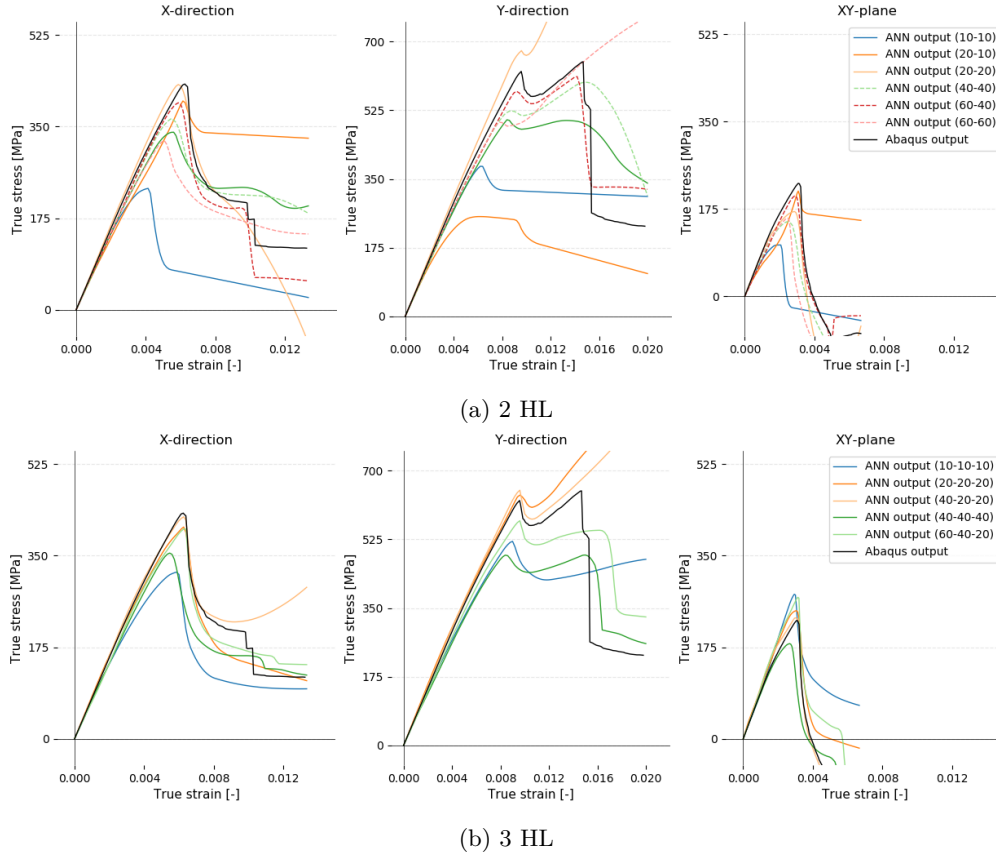 X-direction
Y-direction
XY-plane
525
350
175
0
True stress [MPa]
0.000
0.004
0.008
0.012
True strain [-]
700
525
350
175
0
True stress [MPa]
0.000
0.004
0.008
0.012
0.016
0.020
True strain [-]
525
350
175
0
True stress [MPa]
0.000
0.004
0.008
0.012
True strain [-]
ANN output (10-10)
ANN output (20-10)
ANN output (20-20)
ANN output (40-40)
ANN output (60-40)
ANN output (60-60)
Abaqus output
(a) 2 HL
X-direction
Y-direction
XY-plane
525
350
175
0
True stress [MPa]
0.000
0.004
0.008
0.012
True strain [-]
700
525
350
175
0
True stress [MPa]
0.000
0.004
0.008
0.012
0.016
0.020
True strain [-]
525
350
175
0
True stress [MPa]
0.000
0.004
0.008
0.012
True strain [-]
ANN output (10-10-10)
ANN output (20-20-20)
ANN output (40-20-20)
ANN output (40-40-40)
ANN output (60-40-20)
Abaqus output
(b) 3 HL